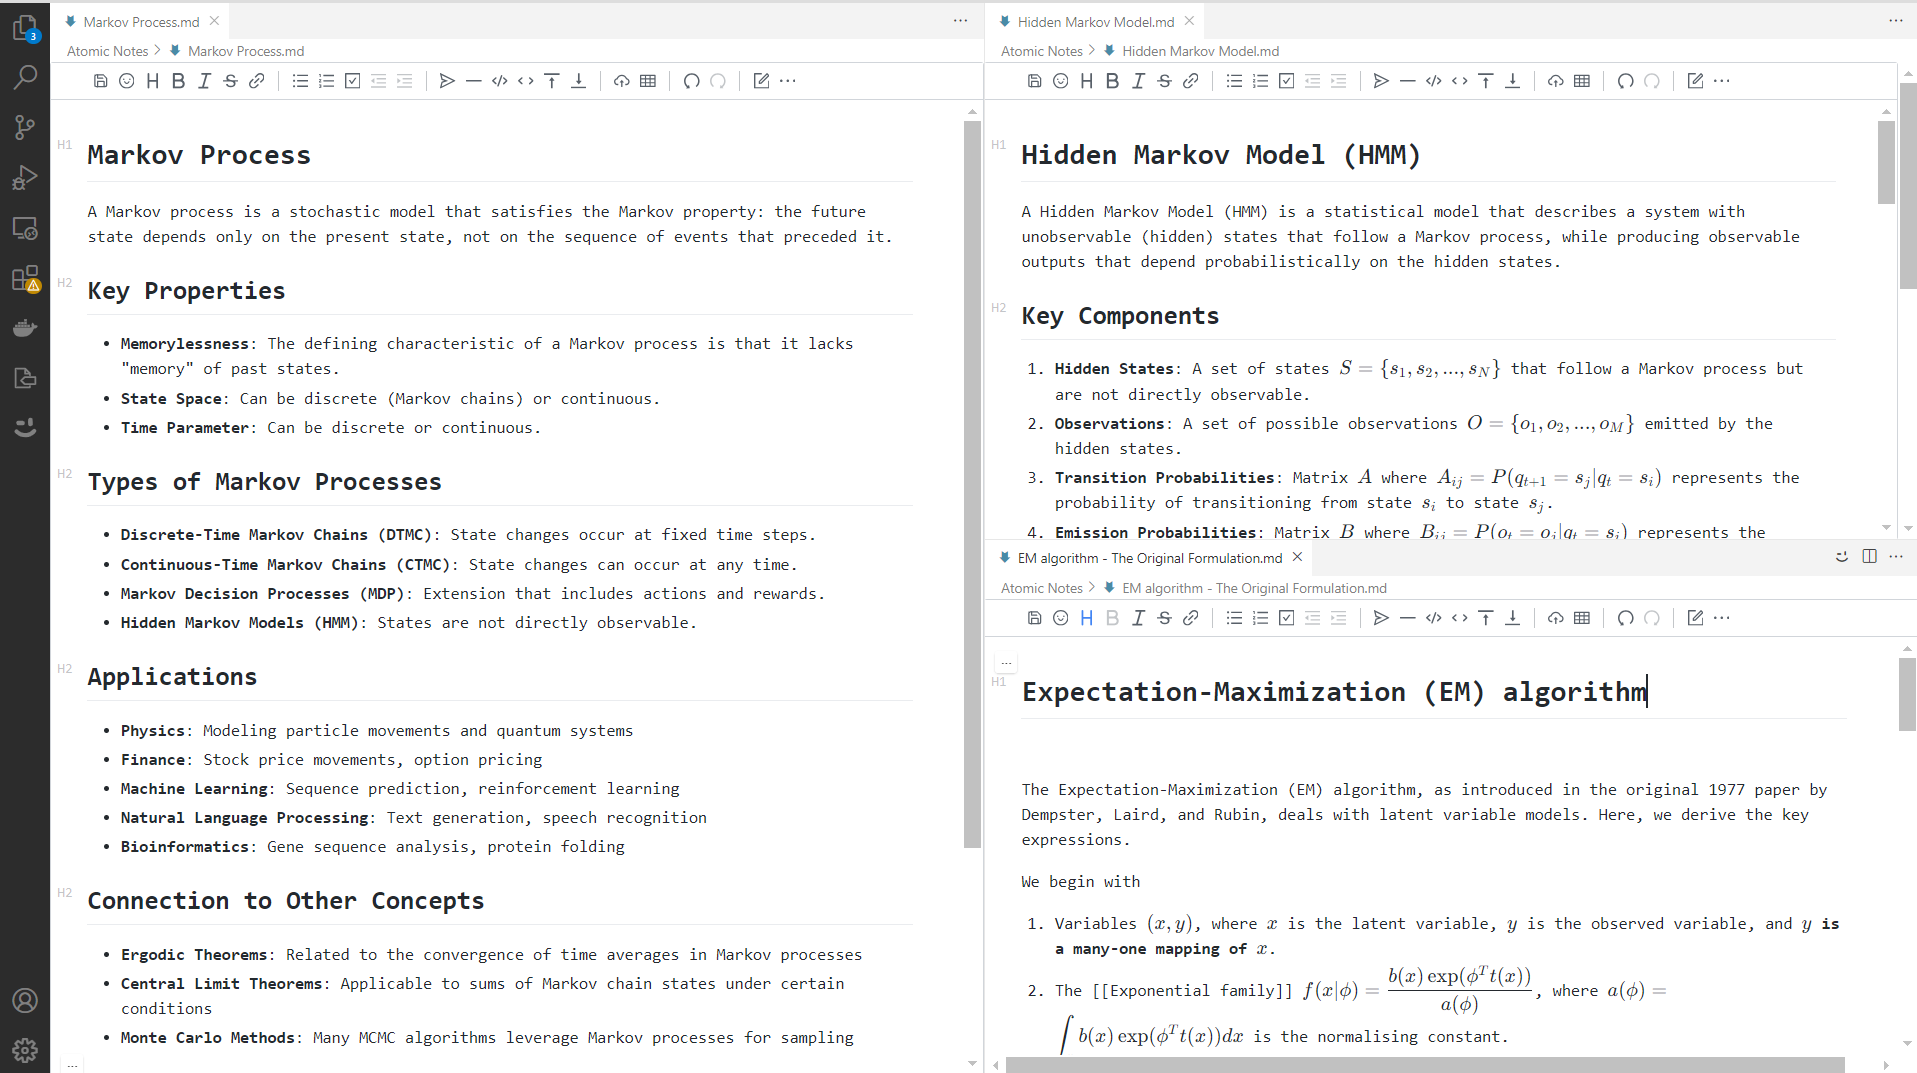 3
Markov Process.md
Atomic Notes > Markov Process.md
H1
Markov Process
A Markov process is a stochastic model that satisfies the Markov property: the future
state depends only on the present state, not on the sequence of events that preceded it.
H2
Key Properties
• Memorylessness: The defining characteristic of a Markov process is that it lacks
"memory" of past states.
• State Space: Can be discrete (Markov chains) or continuous.
• Time Parameter: Can be discrete or continuous.
H2
Types of Markov Processes
• Discrete-Time Markov Chains (DTMC): State changes occur at fixed time steps.
• Continuous-Time Markov Chains (CTMC): State changes can occur at any time.
• Markov Decision Processes (MDP): Extension that includes actions and rewards.
• Hidden Markov Models (HMM): States are not directly observable.
H2
Applications
• Physics: Modeling particle movements and quantum systems
• Finance: Stock price movements, option pricing
• Machine Learning: Sequence prediction, reinforcement learning
• Natural Language Processing: Text generation, speech recognition
• Bioinformatics: Gene sequence analysis, protein folding
H2
Connection to Other Concepts
• Ergodic Theorems: Related to the convergence of time averages in Markov processes
• Central Limit Theorems: Applicable to sums of Markov chain states under certain
conditions
• Monte Carlo Methods: Many MCMC algorithms leverage Markov processes for sampling
Hidden Markov Model.md
Atomic Notes > Hidden Markov Model.md
H1
Hidden Markov Model (HMM)
A Hidden Markov Model (HMM) is a statistical model that describes a system with
unobservable (hidden) states that follow a Markov process, while producing observable
outputs that depend probabilistically on the hidden states.
H2
Key Components
1. Hidden States: A set of states S = {s₁, s₂, ..., s_N} that follow a Markov process but
are not directly observable.
2. Observations: A set of possible observations O = {o₁, o₂, ..., o_M} emitted by the
hidden states.
3. Transition Probabilities: Matrix A where A_ij = P(q_{t+1} = s_j|q_t = s_i) represents the
probability of transitioning from state s_i to state s_j.
4. Emission Probabilities: Matrix B where B_ij = P(o_t = o_j|q_t = s_i) represents the
EM algorithm - The Original Formulation.md
Atomic Notes > EM algorithm - The Original Formulation.md
H1
Expectation-Maximization (EM) algorithm
The Expectation-Maximization (EM) algorithm, as introduced in the original 1977 paper by
Dempster, Laird, and Rubin, deals with latent variable models. Here, we derive the key
expressions.
We begin with
1. Variables (x, y), where x is the latent variable, y is the observed variable, and y is
a many-one mapping of x.
2. The [[Exponential family]] f(x|ϕ) = b(x) exp(ϕᵀt(x)) / a(ϕ), where a(ϕ) =
∫ b(x) exp(ϕᵀt(x))dx is the normalising constant.